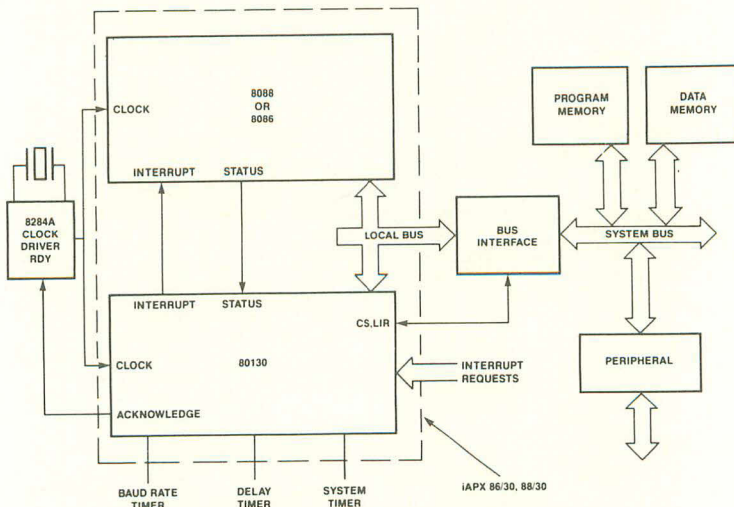 8088
OR
8086
CLOCK
INTERRUPT STATUS
PROGRAM
MEMORY
DATA
MEMORY
8284A
CLOCK
DRIVER
RDY
LOCAL BUS
BUS
INTERFACE
SYSTEM BUS
INTERRUPT STATUS
CS,LIR
CLOCK
80130
ACKNOWLEDGE
INTERRUPT
REQUESTS
PERIPHERAL
BAUD RATE
TIMER
DELAY
TIMER
SYSTEM
TIMER
iAPX 86/30, 88/30